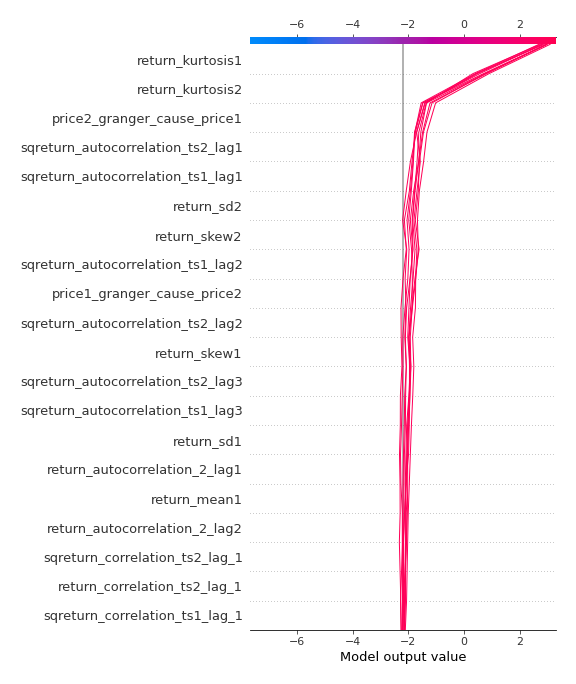 −6 −4 −2 0 2
return_kurtosis1
return_kurtosis2
price2_granger_cause_price1
sqreturn_autocorrelation_ts2_lag1
sqreturn_autocorrelation_ts1_lag1
return_sd2
return_skew2
sqreturn_autocorrelation_ts1_lag2
price1_granger_cause_price2
sqreturn_autocorrelation_ts2_lag2
return_skew1
sqreturn_autocorrelation_ts2_lag3
sqreturn_autocorrelation_ts1_lag3
return_sd1
return_autocorrelation_2_lag1
return_mean1
return_autocorrelation_2_lag2
sqreturn_correlation_ts2_lag_1
return_correlation_ts2_lag_1
sqreturn_correlation_ts1_lag_1
−6 −4 −2 0 2
Model output value